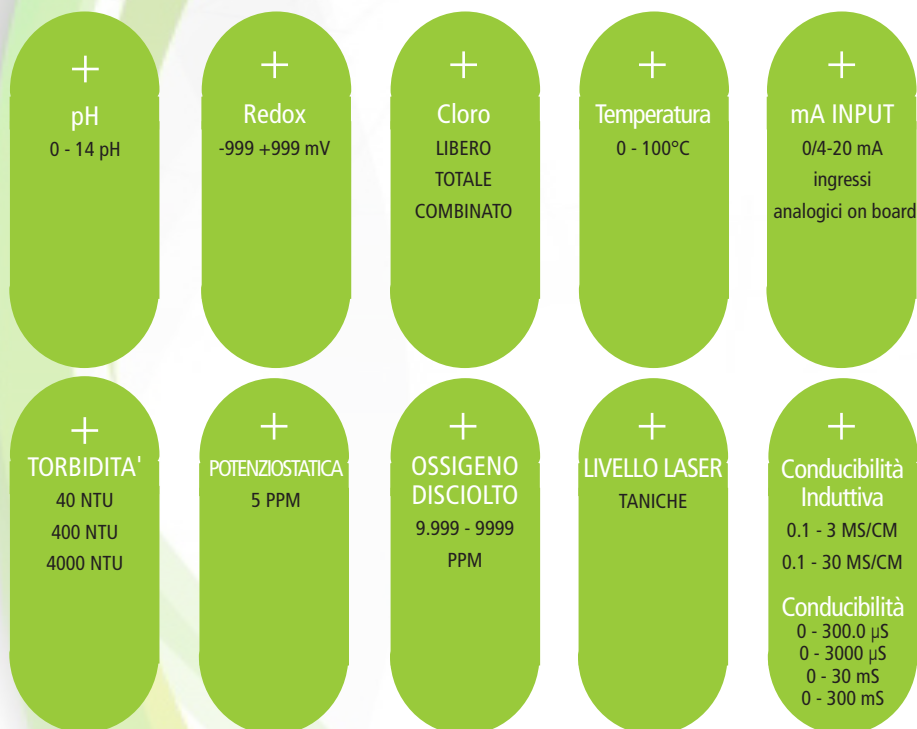 +
pH
0 - 14 pH
+
Redox
-999 +999 mV
+
Cloro
LIBERO
TOTALE
COMBINATO
+
Temperatura
0 - 100°C
+
mA INPUT
0/4-20 mA
ingressi
analogici on board
+
TORBIDITA'
40 NTU
400 NTU
4000 NTU
+
POTENZIOSTATICA
5 PPM
+
OSSIGENO
DISCIOLTO
9.999 - 9999
PPM
+
LIVELLO LASER
TANICHE
+
Conducibilità
Induttiva
0.1 - 3 MS/CM
0.1 - 30 MS/CM
Conducibilità
0 - 300.0 µS
0 - 3000 µS
0 - 30 mS
0 - 300 mS